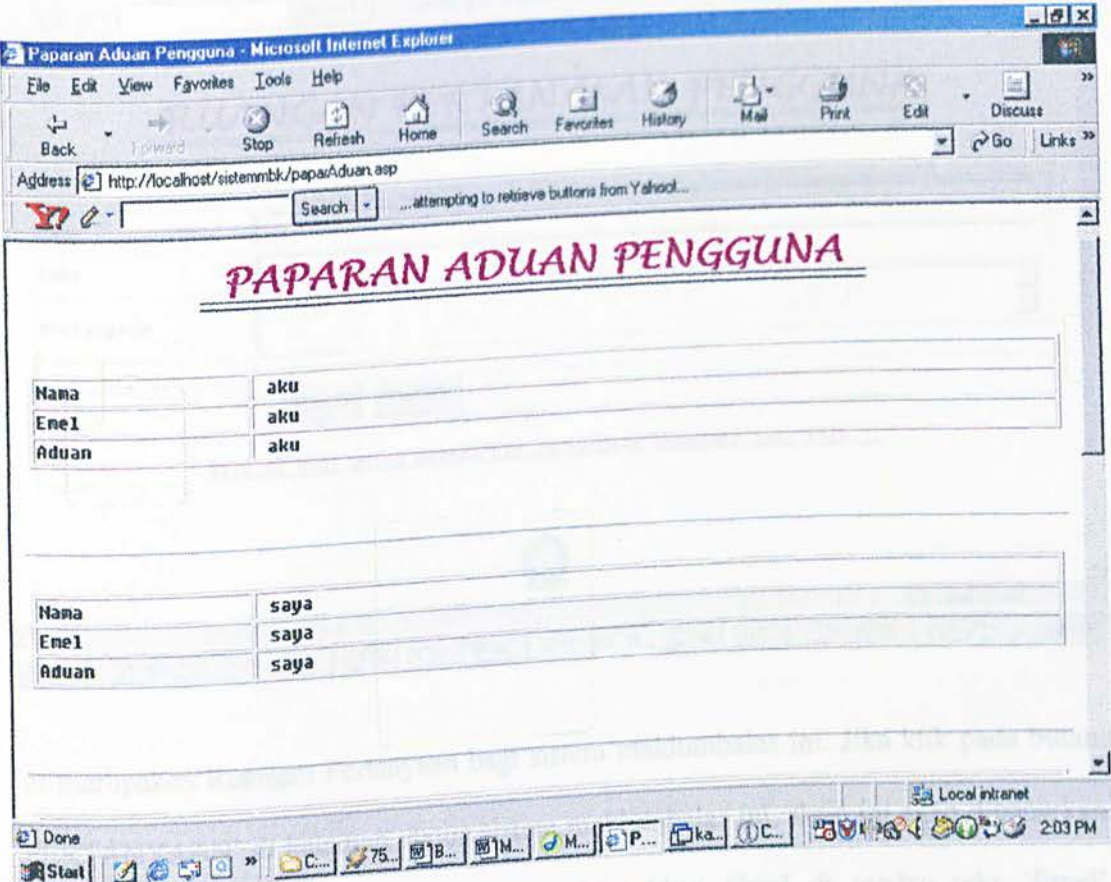 Paparan Aduan Pengguna - Microsoft Internet Explorer
File Edit View Favorites Tools Help
Back Forward Stop Refresh Home Search Favorites History Mail Print Edit Discuss
Address http://localhost/sistemmbk/paparAduan.asp Go Links
Search ...attempting to retrieve buttons from Yahoo!...
PAPARAN ADUAN PENGGUNA
Nama aku
Emel aku
Aduan aku
Nama saya
Emel saya
Aduan saya
Done Local intranet
Start C... 75... B... M... M... P... ka... C... 2:03 PM